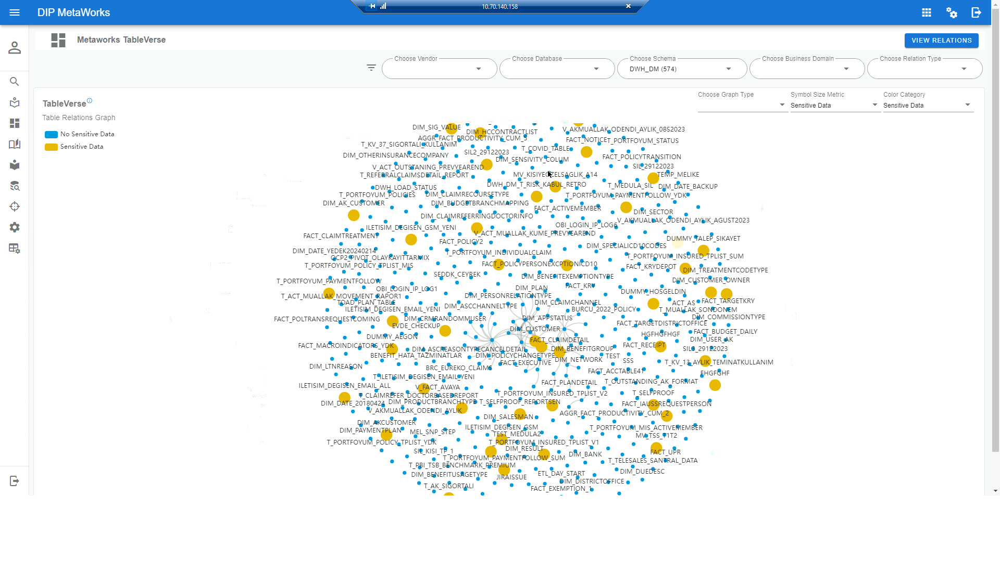 10.70.140.158
DIP MetaWorks
Metaworks TableVerse
VIEW RELATIONS
Choose Vendor
Choose Database
Choose Schema
DWH_DM (574)
Choose Business Domain
Choose Relation Type
TableVerse
Table Relations Graph
No Sensitive Data
Sensitive Data
Choose Graph Type
Symbol Size Metric
Sensitive Data
Color Category
Sensitive Data
DIM_SIG_VALUE
V_AKMUALLAK_ODENDI_AYLIK_08S2023
DIM_HCCONTRACTLIST
AGGR_FACT_PRODUCTIVITY_CUM_3
FACT_NOTICE
T_PORTFOYUM_STATUS
T_KV_37_SIGORTALI_KULLANIM
T_COVID_TABLE
SIL2_29122023
DIM_OTHERINSURANCECOMPANY
FACT_POLICYTRANSITION
DIM_SENSIVITY_COLUM
V_ACT_OUTSTANING_PREVYEAREND
SIL_29122023
T_REFERRALCLAIMSDETAIL_REPORT
TEMP_MELIKE
DWH_DM_T_RISK_KABUL_RETRO
T_MEDULA_SIL
DIM_DATE_BACKUP
DWH_LOAD_STATUS
T_PORTFOYUM_POLICIES
DIM_CLAIMRECOURSETYPE
T_PORTFOYUM_PAYMENTFOLLOW_YDK
DIM_AK_CUSTOMER
DIM_BUDGETBRANCHMAPPING
FACT_ACTIVEMEMBER
DIM_SECTOR
DIM_CLAIMREFERRINGDOCTORINFO
V_AKMUALLAK_ODENDI_AYLIK_AGUST2023
OBI_LOGIN_IP_LOG6
ILETISIM_DEGISEN_GSM_YENI
V_ACT_MUALLAK_KUME_PREVYEAREND
FACT_CLAIMTREATMENT
DUMMY_TALEP_SIKAYET
FACT_POLICY2
DIM_SPECIALICD10CODES
DIM_DATE_YEDEK20240214
T_PORTFOYUM_INDIVIDUALCLAIM
T_PORTFOYUM_INSURED_TPLIST_SUM
OCP2_PIVOT_OLAYKAYITTARMIX
FACT_POLICYPERSONEXCPTIONICD10
T_PORTFOYUM_POLICY_TPLIST_MIS
FACT_KRYDEPOT
DIM_TREATMENTCODETYPE
SEDDK_CEYREK
DIM_BENEFITEXEMPTIONTYPE
DIM_CUSTOMER_OWNER
T_PORTFOYUM_PAYMENTFOLLOW
FACT_KRY
OBI_LOGIN_IP_LOG1
DIM_PLAN
DUMMY_HOSGELDIN
T_ACT_MUALLAK_MOVEMENT_RAPOR1
DIM_PERSONRELATIONTYPE
FACT_TARGETKRY
TOAD_PLAN_TABLE
DIM_CLAIMCHANNEL
ACT_AS
DIM_ASCCHANNELTYPE
ILETISIM_DEGISEN_EMAIL_YENI
BURCU_2022_POLICY
T_MUALLAK_SONDONEM
FACT_POLTRANSREQUESTCOMING
DIM_CRMRANDOMMUSER
DIM_APPSTATUS
DIM_COMMISSIONTYPE
FACT_TARGETDISTRICTOFFICE
EVDE_CHECKUP
DIM_CUSTOMER
FACT_BUDGET_DAILY
HGFHGFHGF
DUMMY_AEGON
FACT_CLAIMDETAIL
DIM_USER_AK
FACT_MACROINDICATORS_YDK
FACT_RECEIPT
DIM_ASCREASONTYPECANCELDETAIL
DIM_BENEFITGROUP
SIL3_29122023
BENEFIT_HATA_TAZMINATLAR
DIM_POLICYCHANGETYPE
TEST
DIM_NETWORK
SSS
FACT_EXECUTIVE
T_KV_13_AYLIK_TEMINATKULLANIM
DIM_LTNREASON
BRC_EUREKO_CLAIMS
FACT_ACCTABLE41
FHGFGHF
T_ILETISIM_DEGISEN_EMAIL_YENI
FACT_PLANDETAIL
T_OUTSTANDING_AK_FORMAT
ILETISIM_DEGISEN_EMAIL_ALL
V_FACT_AVAYA
T_PORTFOYUM_INSURED_TPLIST_V2
T_SELFPROOF
T_CLAIMREFER_DOCTORBASEDREPORT
DIM_DATE_20180424
DIM_PRODUCTBRANCHTYPE
T_SELFPROOF_REPORTSEN
FACT_IAUSSREQUESTPERSON
V_AKMUALLAK_ODENDI_AYLIK
AGGR_FACT_PRODUCTIVITY_CUM_2
DIM_SALESMAN
DIM_AKCUSTOMER
ILETISIM_DEGISEN_GSM
T_PORTFOYUM_MIS_ACTIVEMEMBER
DIM_PAYMENTPLAN
MEL_SNP_STEP
TEST_MEDULA2
MV_TSS_T1T2
T_PORTFOYUM_POLICY_TPLIST_YDK
T_PORTFOYUM_INSURED_TPLIST_V1
DIM_RESULT
SIL_KISI_TP_1
DIM_BANK
FACT_UPR
T_PORTFOYUM_PAYMENTFOLLOW_SUM
T_TELESALES_SANTRAL_DATA
T_PBI_TSB_BENCHMARK_PREMIUM
DIM_DUEDESC
DIM_BENEFITUSAGETYPE
JIRAISSUE
ETL_DAY_START
DIM_DISTRICTOFFICE
T_AK_SIGORTALI
FACT_EXEMPTION_1